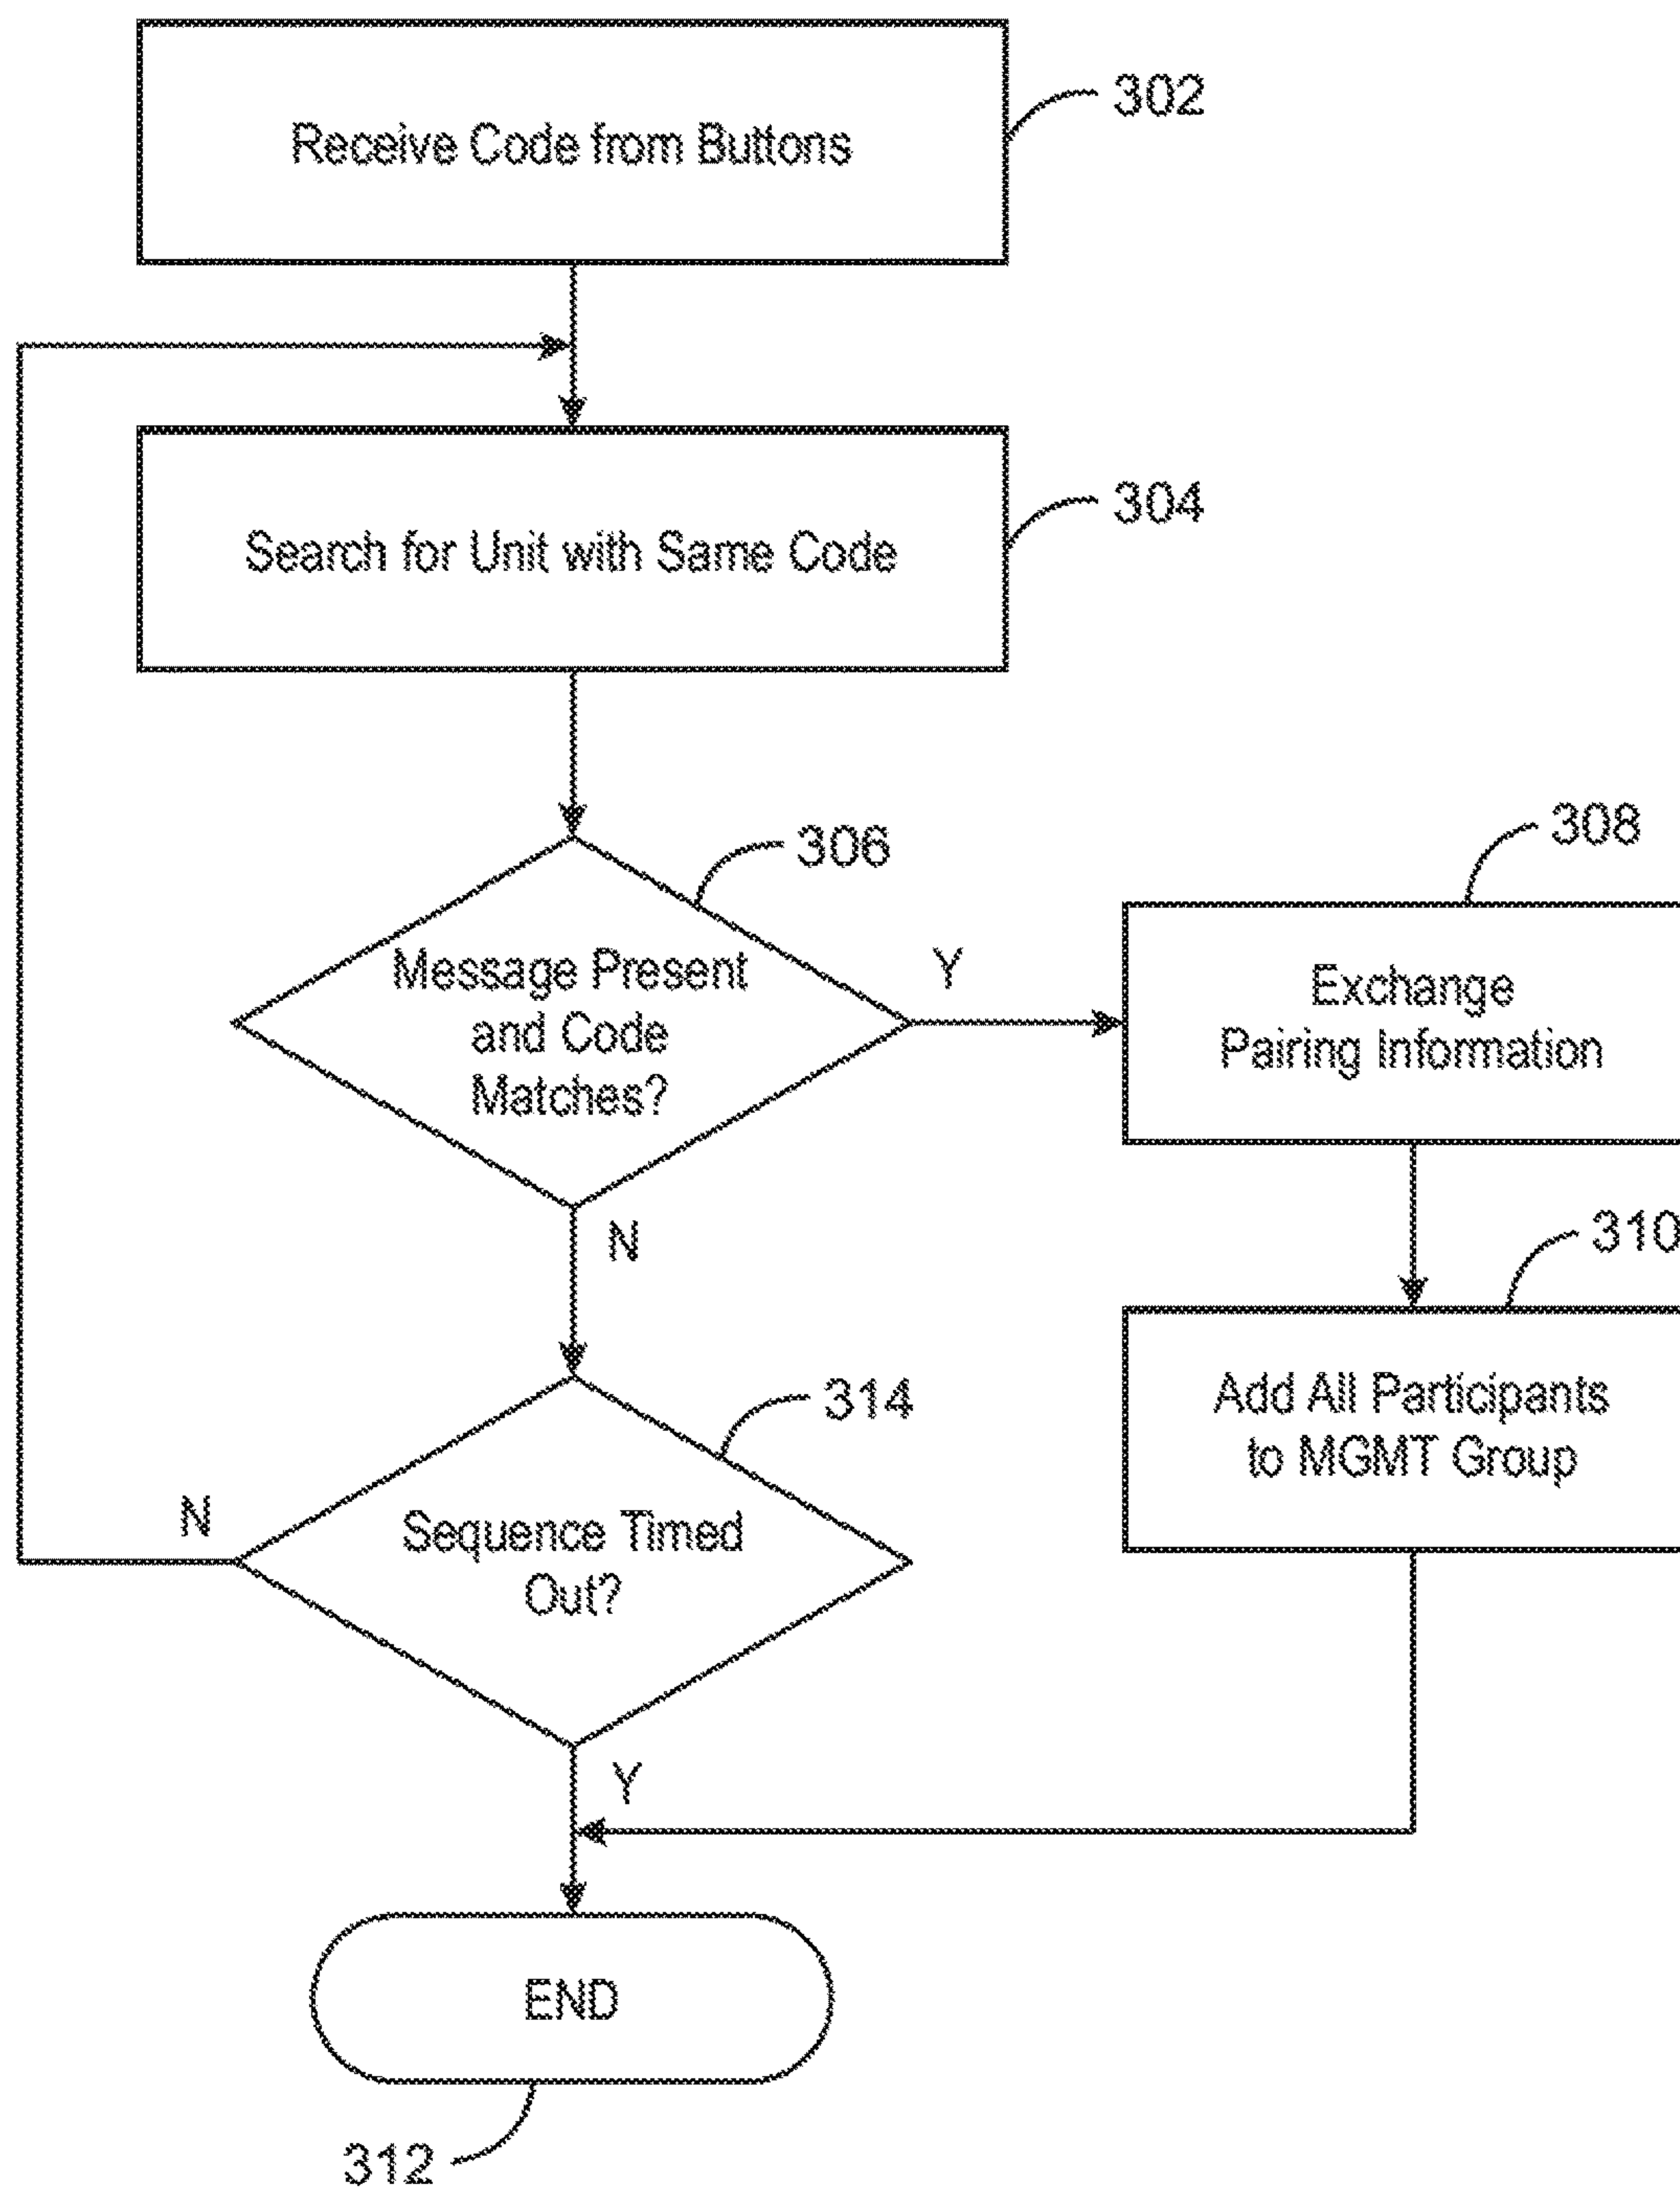 Receive Code from Buttons
302
Search for Unit with Same Code
304
306
Message Present
and Code
Matches?
Y
N
308
Exchange
Pairing Information
310
Add All Participants
to MGMT Group
314
Sequence Timed
Out?
N
Y
END
312